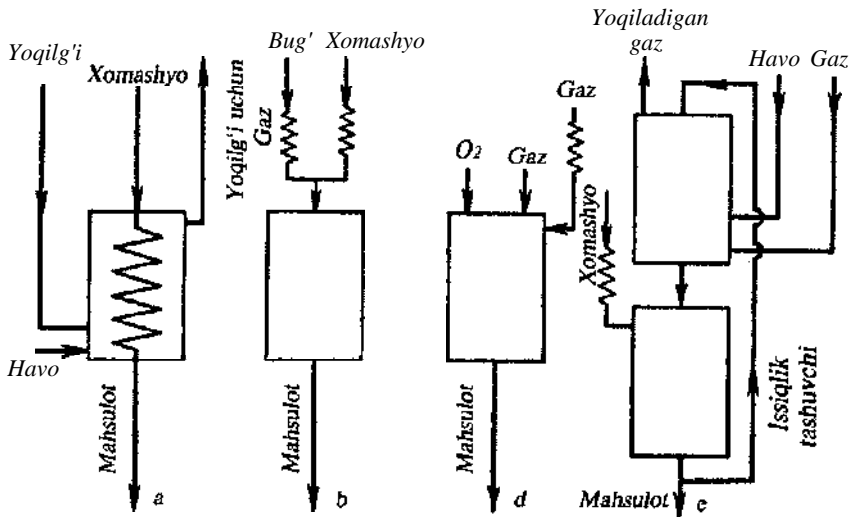 Yoqilg'i
Xomashyo
Yoqilg'i uchun
Gaz
Havo
Mahsulot
a
Bug'
Xomashyo
Mahsulot
b
O2
Gaz
Gaz
Mahsulot
d
Yoqiladigan
gaz
Havo
Gaz
Xomashyo
Issiqlik
tashuvchi
Mahsulot
e